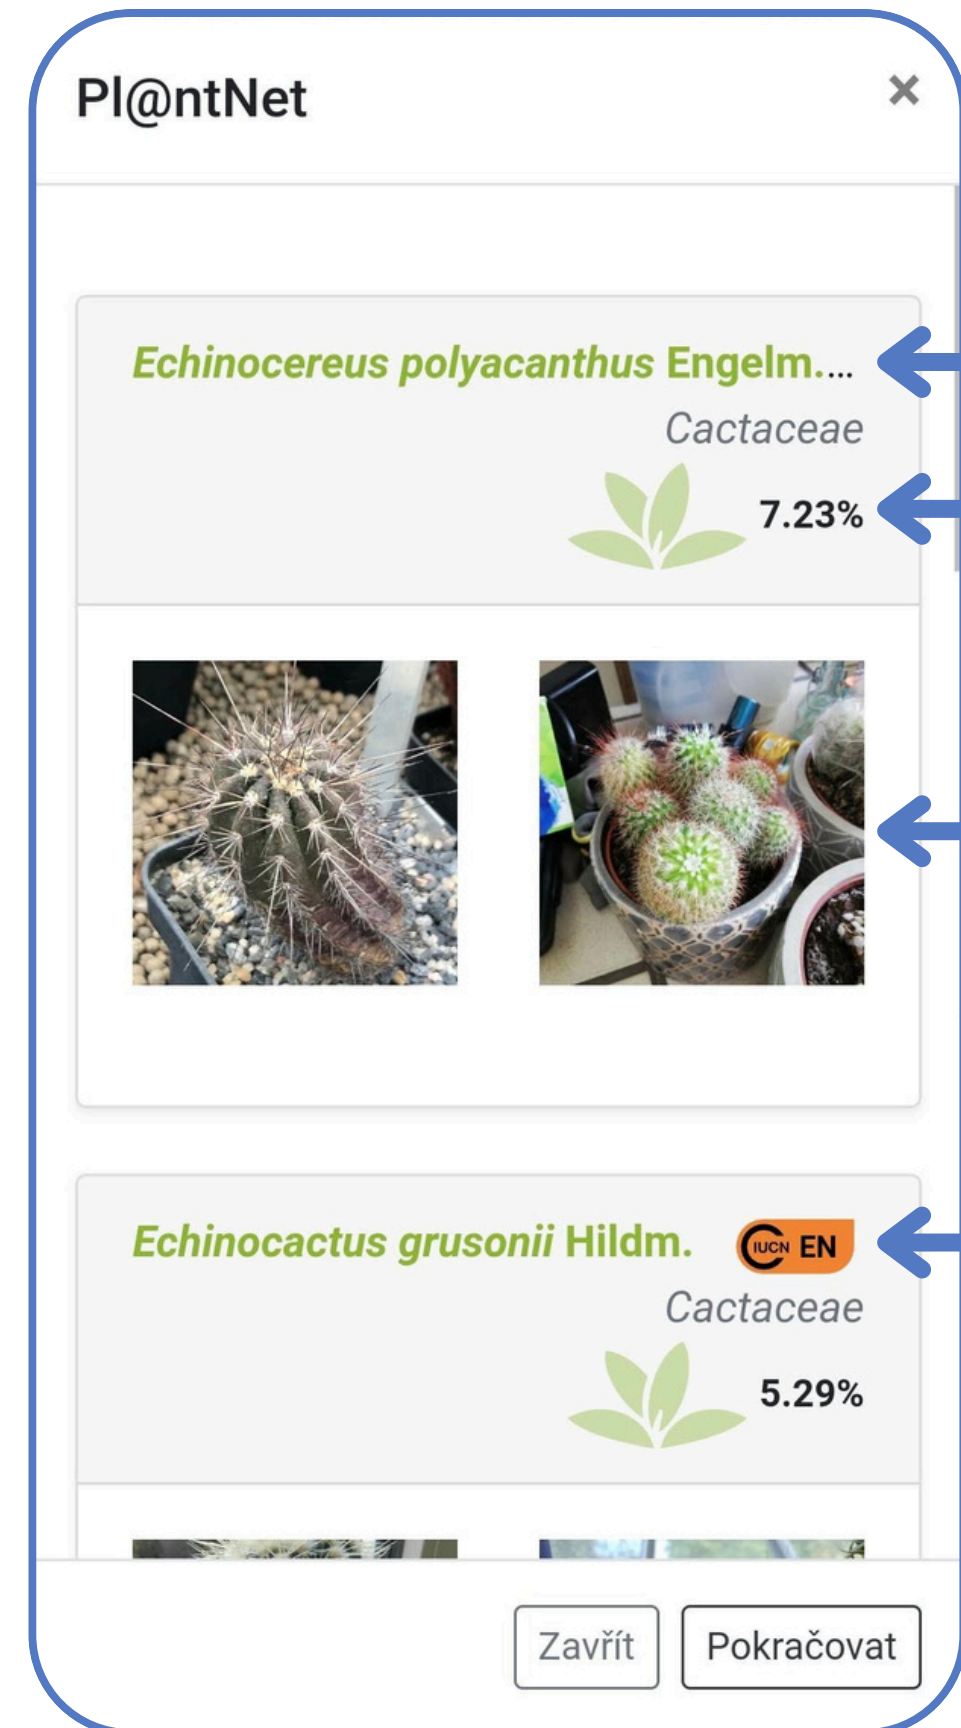 Pl@ntNet ×
Echinocereus polyacanthus Engelm....
Cactaceae
7.23%
Echinocactus grusonii Hildm. IUCN EN
Cactaceae
5.29%
Zavřít Pokračovat